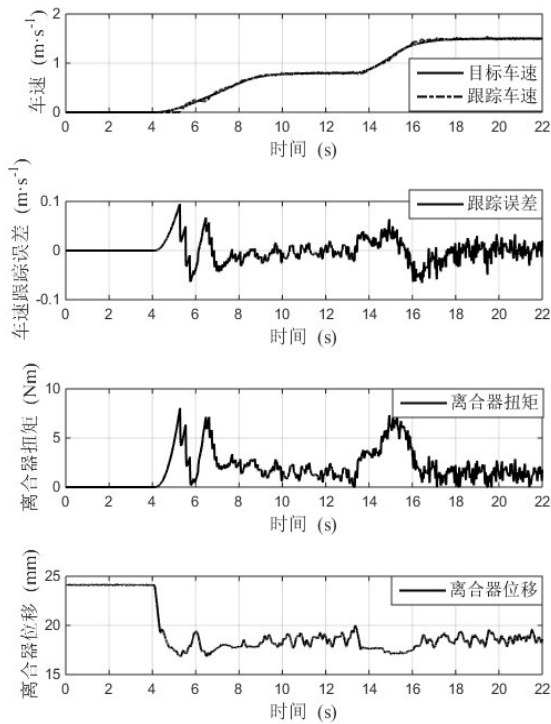 2
1
0
车速 (m·s⁻¹)
目标车速
跟踪车速
0 2 4 6 8 10 12 14 16 18 20 22
时间 (s)
0.1
0
-0.1
车速跟踪误差 (m·s⁻¹)
跟踪误差
0 2 4 6 8 10 12 14 16 18 20 22
时间 (s)
10
5
0
离合器扭矩 (Nm)
离合器扭矩
0 2 4 6 8 10 12 14 16 18 20 22
时间 (s)
25
20
15
离合器位移 (mm)
离合器位移
0 2 4 6 8 10 12 14 16 18 20 22
时间 (s)